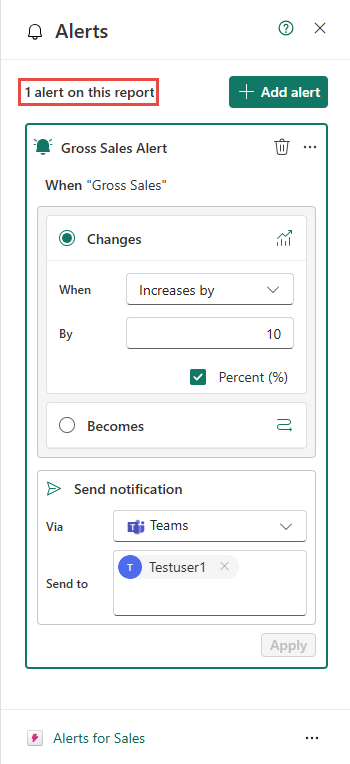 Alerts
1 alert on this report
Add alert
Gross Sales Alert
When "Gross Sales"
Changes
When Increases by
By 10
Percent (%)
Becomes
Send notification
Via Teams
T Testuser1
Send to
Apply
Alerts for Sales